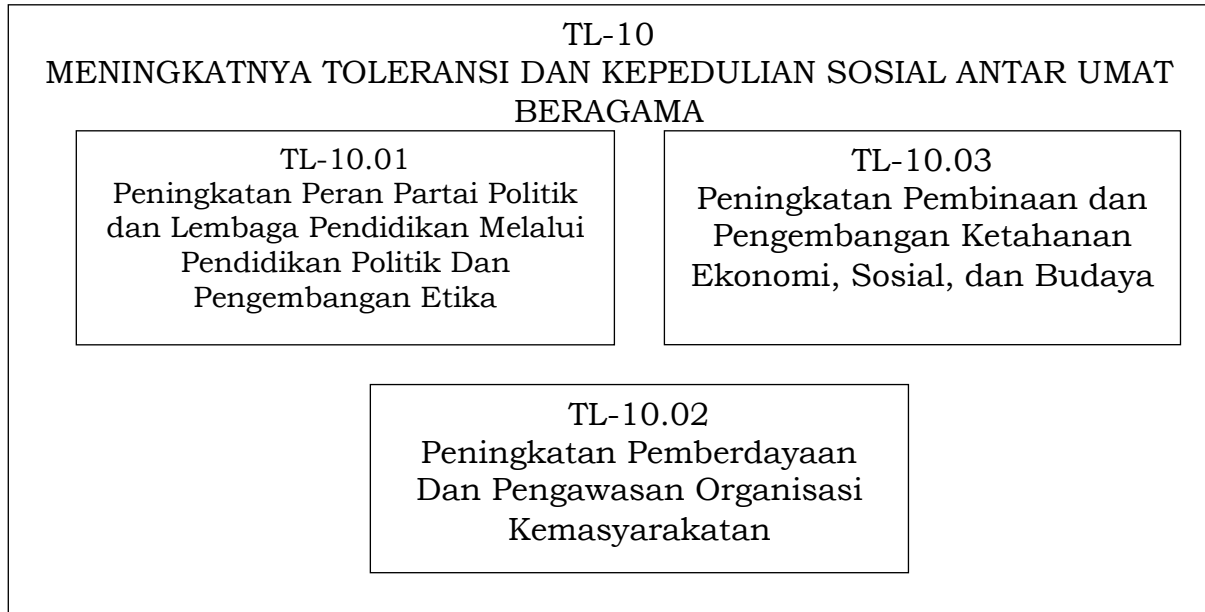 TL-10
MENINGKATNYA TOLERANSI DAN KEPEDULIAN SOSIAL ANTAR UMAT
BERAGAMA
TL-10.01
Peningkatan Peran Partai Politik
dan Lembaga Pendidikan Melalui
Pendidikan Politik Dan
Pengembangan Etika
TL-10.03
Peningkatan Pembinaan dan
Pengembangan Ketahanan
Ekonomi, Sosial, dan Budaya
TL-10.02
Peningkatan Pemberdayaan
Dan Pengawasan Organisasi
Kemasyarakatan